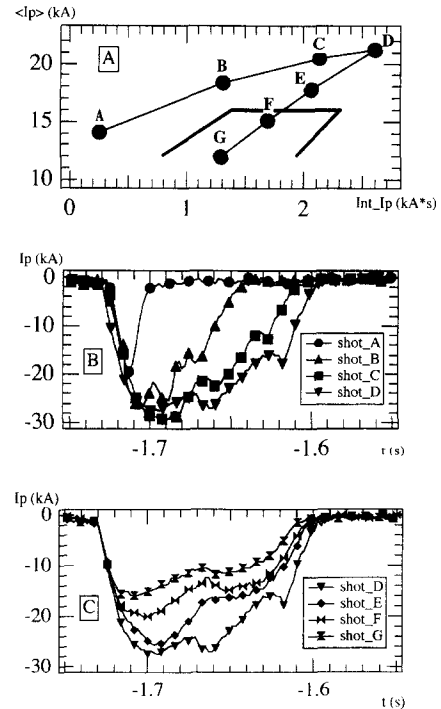 <Ip> (kA)
A
D
C
B
20
E
A
F
15
G
10
0
1
2
Int_Ip (kA*s)
Ip (kA)
0
-10
shot_A
shot_B
B
-20
shot_C
shot_D
-30
-1.7
-1.6
t (s)
Ip (kA)
0
-10
shot_D
shot_E
C
-20
shot_F
shot_G
-30
-1.7
-1.6
t (s)